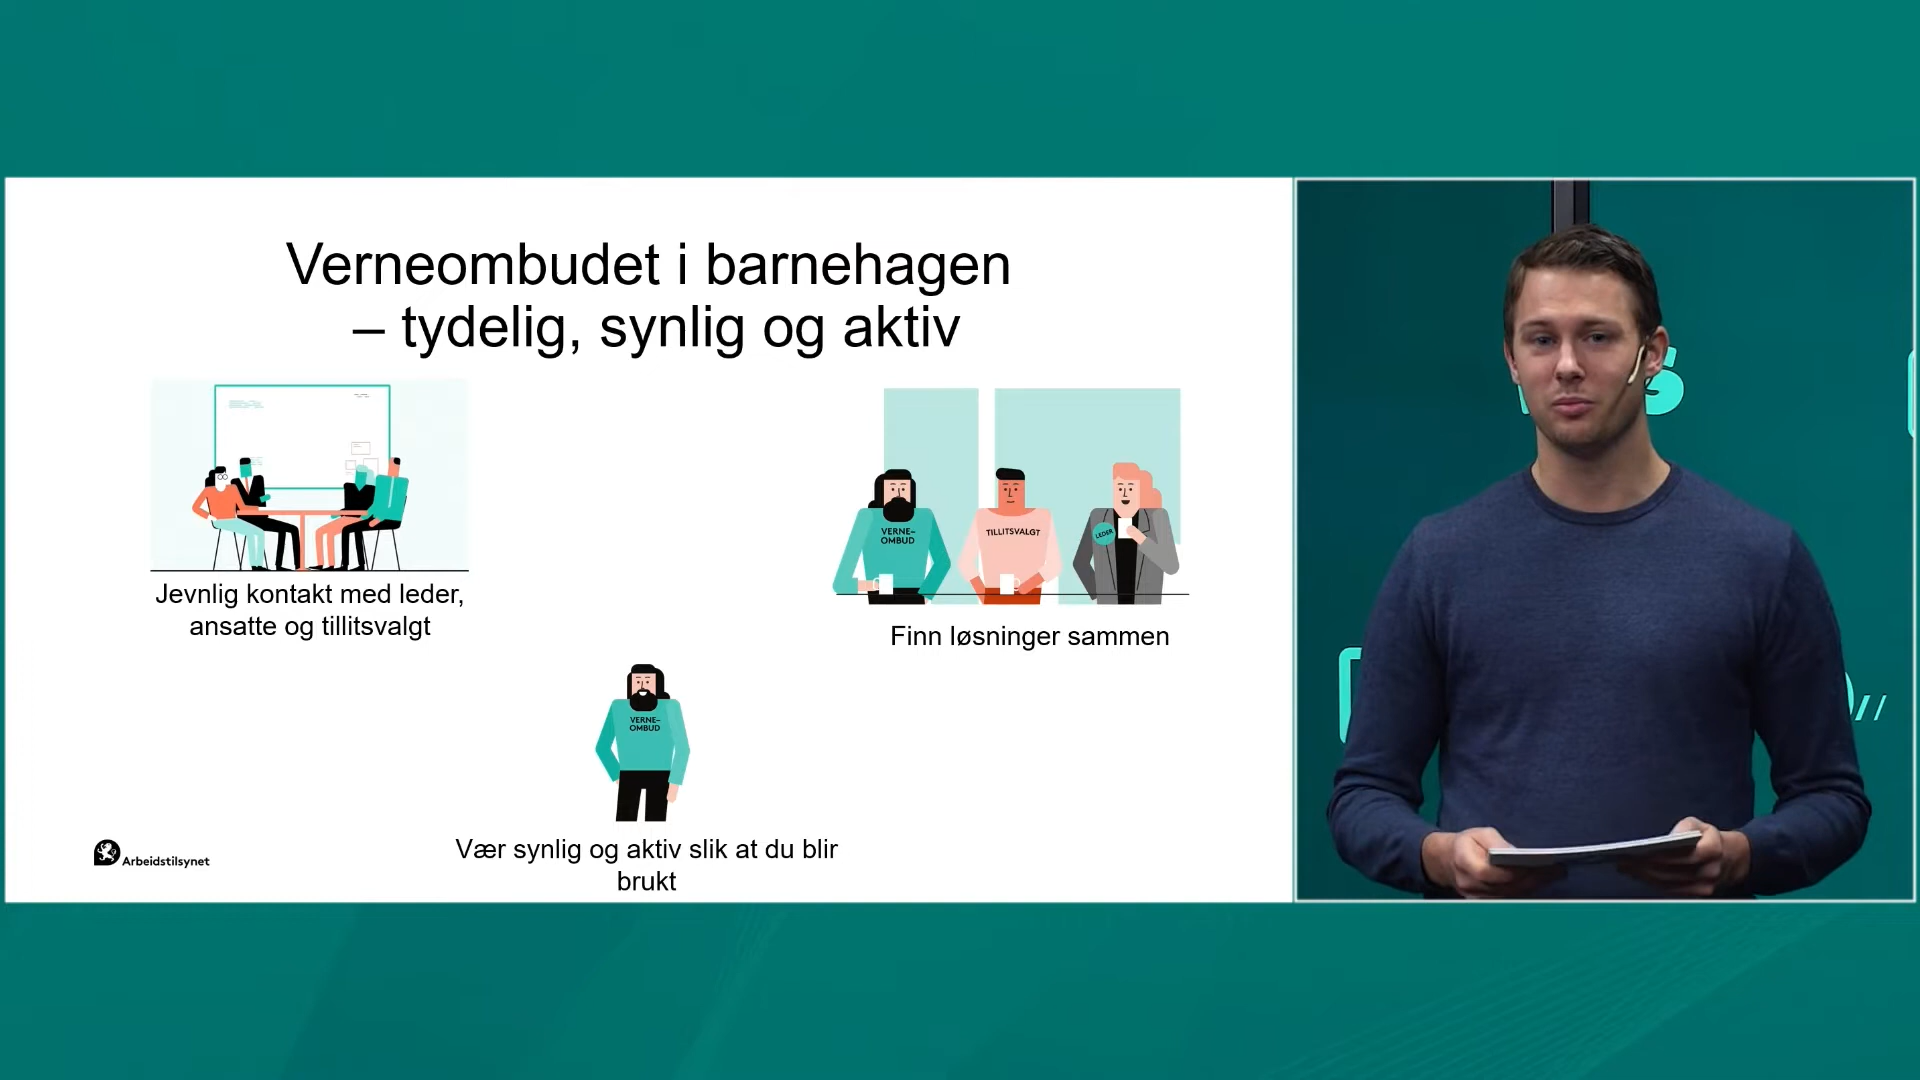 Verneombudet i barnehagen
– tydelig, synlig og aktiv
VERNE-
OMBUD
TILLITSVALGT
LEDER
Jevnlig kontakt med leder,
ansatte og tillitsvalgt
Finn løsninger sammen
VERNE-
OMBUD
Vær synlig og aktiv slik at du blir
brukt
Arbeidstilsynet